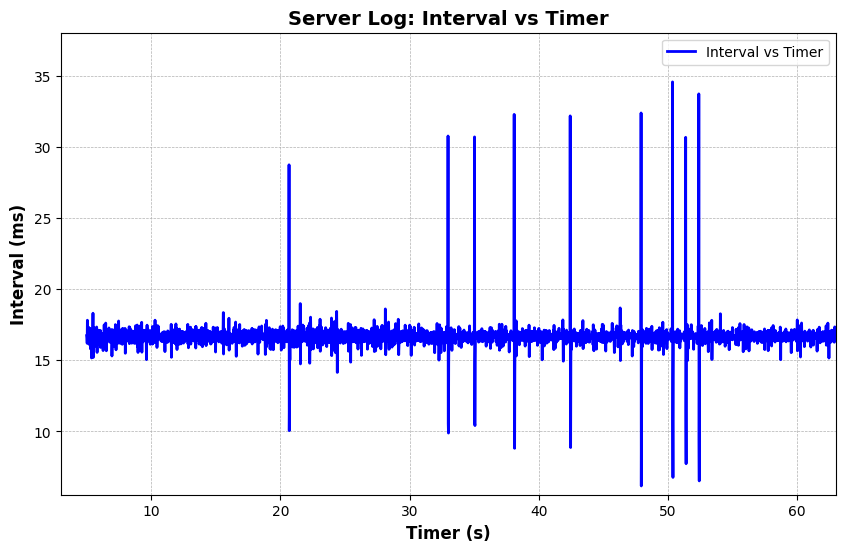 Server Log: Interval vs Timer
Interval vs Timer
35
30
25
20
15
10
Interval (ms)
10 20 30 40 50 60
Timer (s)